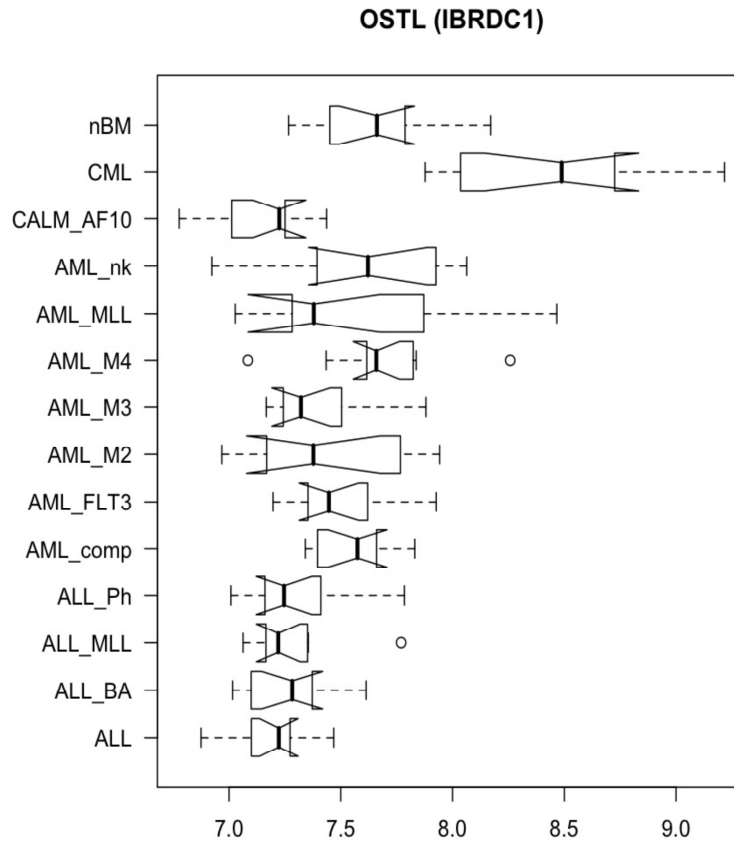 OSTL (IBRDC1)
nBM
CML
CALM_AF10
AML_nk
AML_MLL
AML_M4
AML_M3
AML_M2
AML_FLT3
AML_comp
ALL_Ph
ALL_MLL
ALL_BA
ALL
7.0 7.5 8.0 8.5 9.0